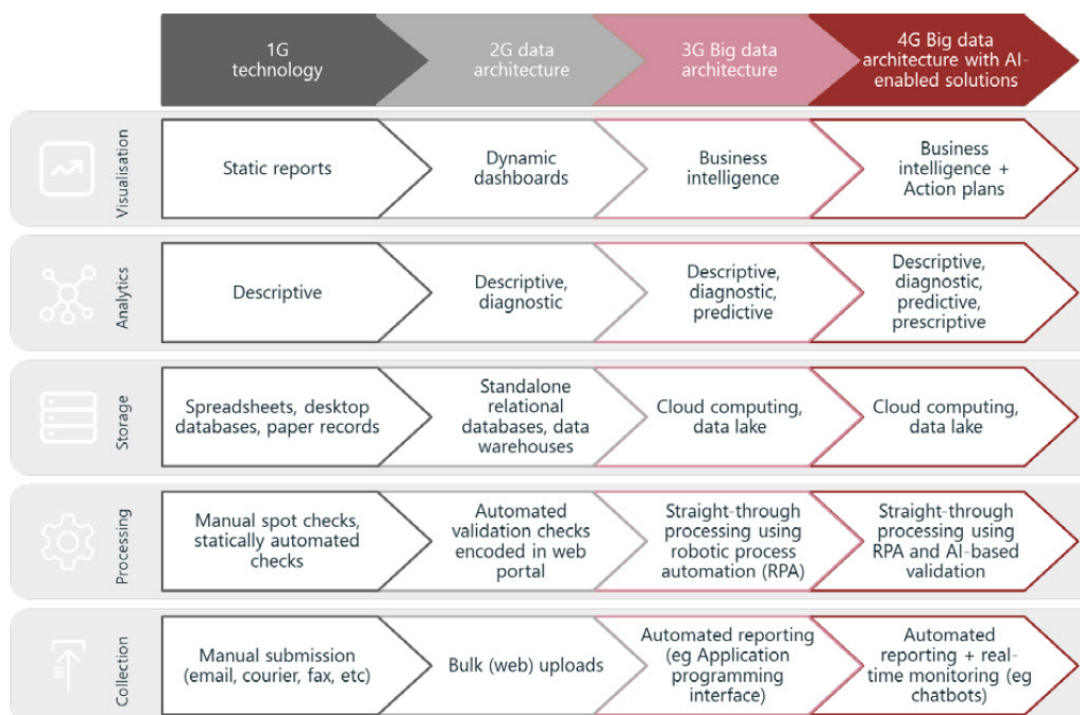 1G
technology
2G data
architecture
3G Big data
architecture
4G Big data
architecture with AI-
enabled solutions
Visualisation
Static reports
Dynamic
dashboards
Business
intelligence
Business
intelligence +
Action plans
Analytics
Descriptive
Descriptive,
diagnostic
Descriptive,
diagnostic,
predictive
Descriptive,
diagnostic,
predictive,
prescriptive
Storage
Spreadsheets, desktop
databases, paper records
Standalone
relational
databases, data
warehouses
Cloud computing,
data lake
Cloud computing,
data lake
Processing
Manual spot checks,
statically automated
checks
Automated
validation checks
encoded in web
portal
Straight-through
processing using
robotic process
automation (RPA)
Straight-through
processing using
RPA and AI-based
validation
Collection
Manual submission
(email, courier, fax, etc)
Bulk (web) uploads
Automated reporting
(eg Application
programming
interface)
Automated
reporting + real-
time monitoring (eg
chatbots)